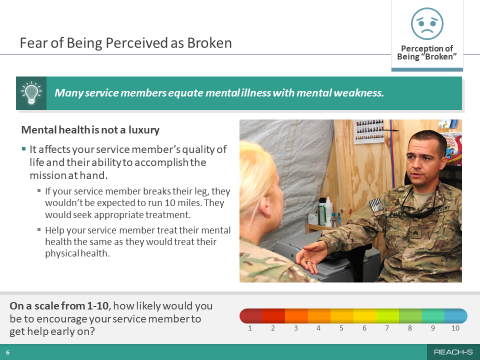 Fear of Being Perceived as Broken
Perception of
Being "Broken"
Many service members equate mental illness with mental weakness.
Mental health is not a luxury
It affects your service member's quality of
life and their ability to accomplish the
mission at hand.
If your service member breaks their leg, they
wouldn't be expected to run 10 miles. They
would seek appropriate treatment.
Help your service member treat their mental
health the same as they would treat their
physical health.
On a scale from 1-10, how likely would you
be to encourage your service member to
get help early on?
1 2 3 4 5 6 7 8 9 10
6
REACH-S